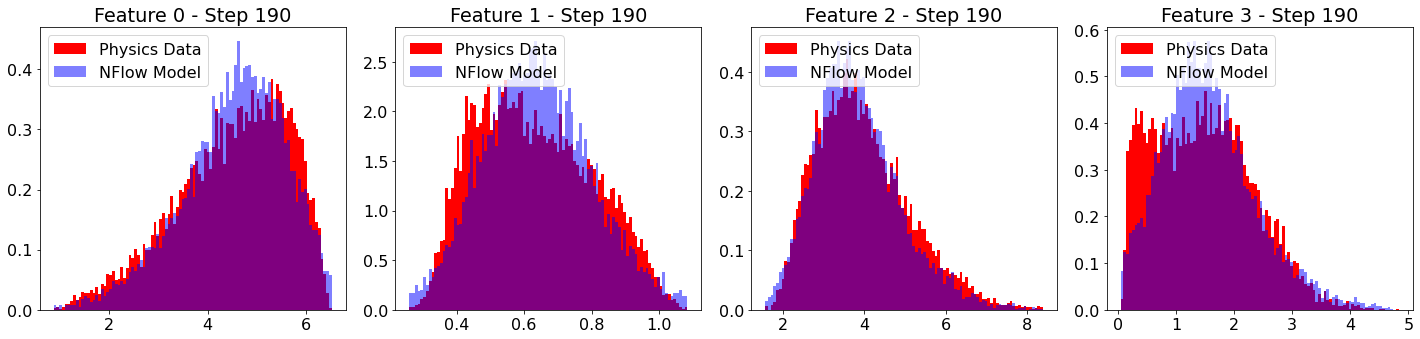 Feature 0 - Step 190
Physics Data
NFlow Model
0.4
0.3
0.2
0.1
0.0
2 4 6
Feature 1 - Step 190
Physics Data
NFlow Model
2.5
2.0
1.5
1.0
0.5
0.0
0.4 0.6 0.8 1.0
Feature 2 - Step 190
Physics Data
NFlow Model
0.4
0.3
0.2
0.1
0.0
2 4 6 8
Feature 3 - Step 190
Physics Data
NFlow Model
0.6
0.5
0.4
0.3
0.2
0.1
0.0
0 1 2 3 4 5